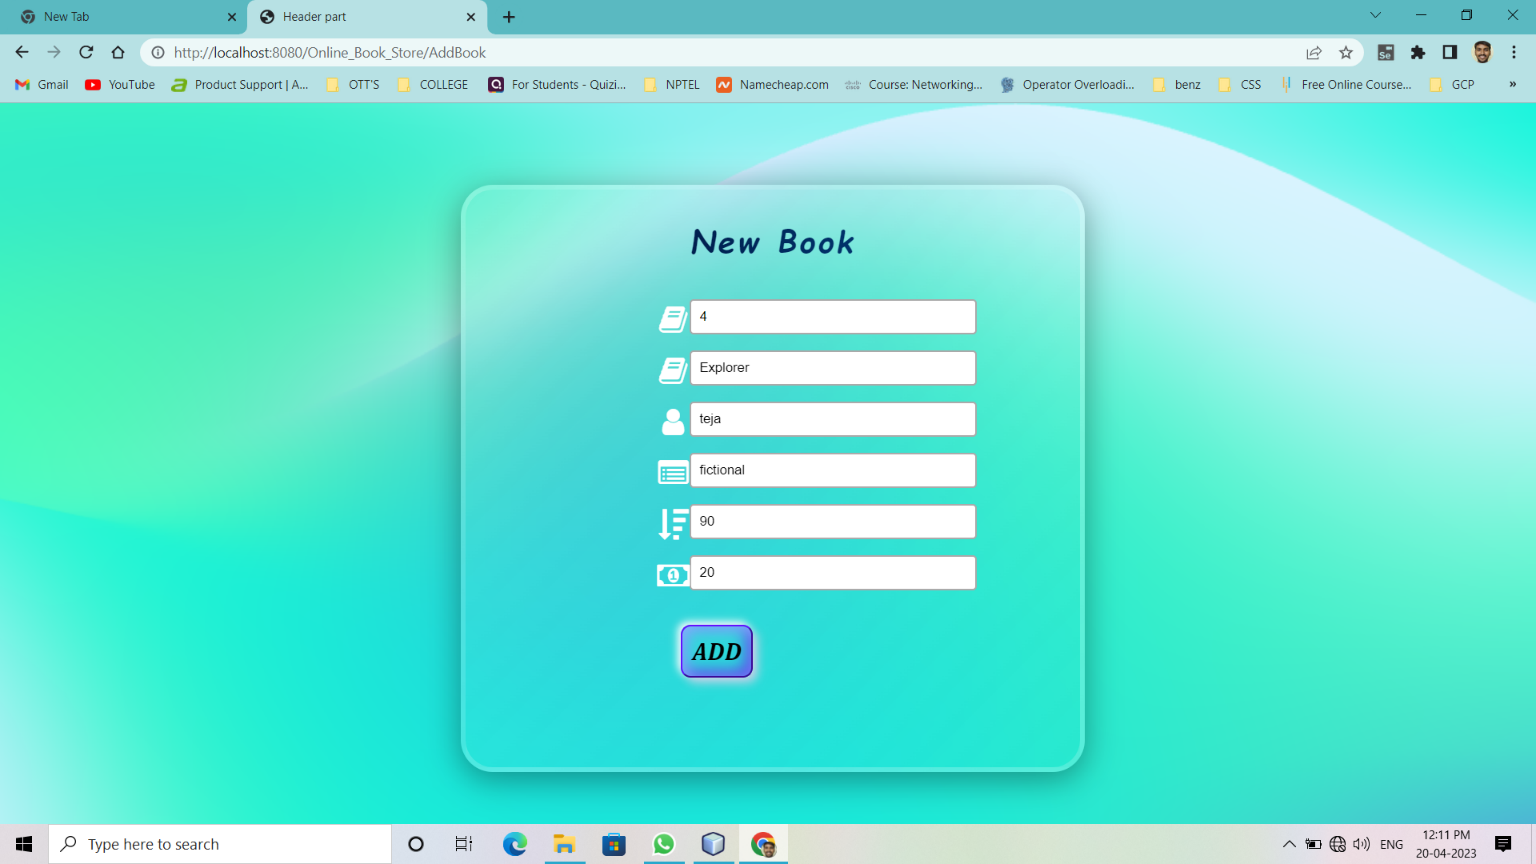 New Tab
Header part
http://localhost:8080/Online_Book_Store/AddBook
Se
Gmail
YouTube
Product Support | A...
OTT'S
COLLEGE
For Students - Quizi...
NPTEL
Namecheap.com
Course: Networking...
Operator Overloadi...
benz
CSS
Free Online Course...
GCP
»
New Book
4
Explorer
teja
fictional
90
1
20
ADD
Type here to search
ENG
12:11 PM
20-04-2023